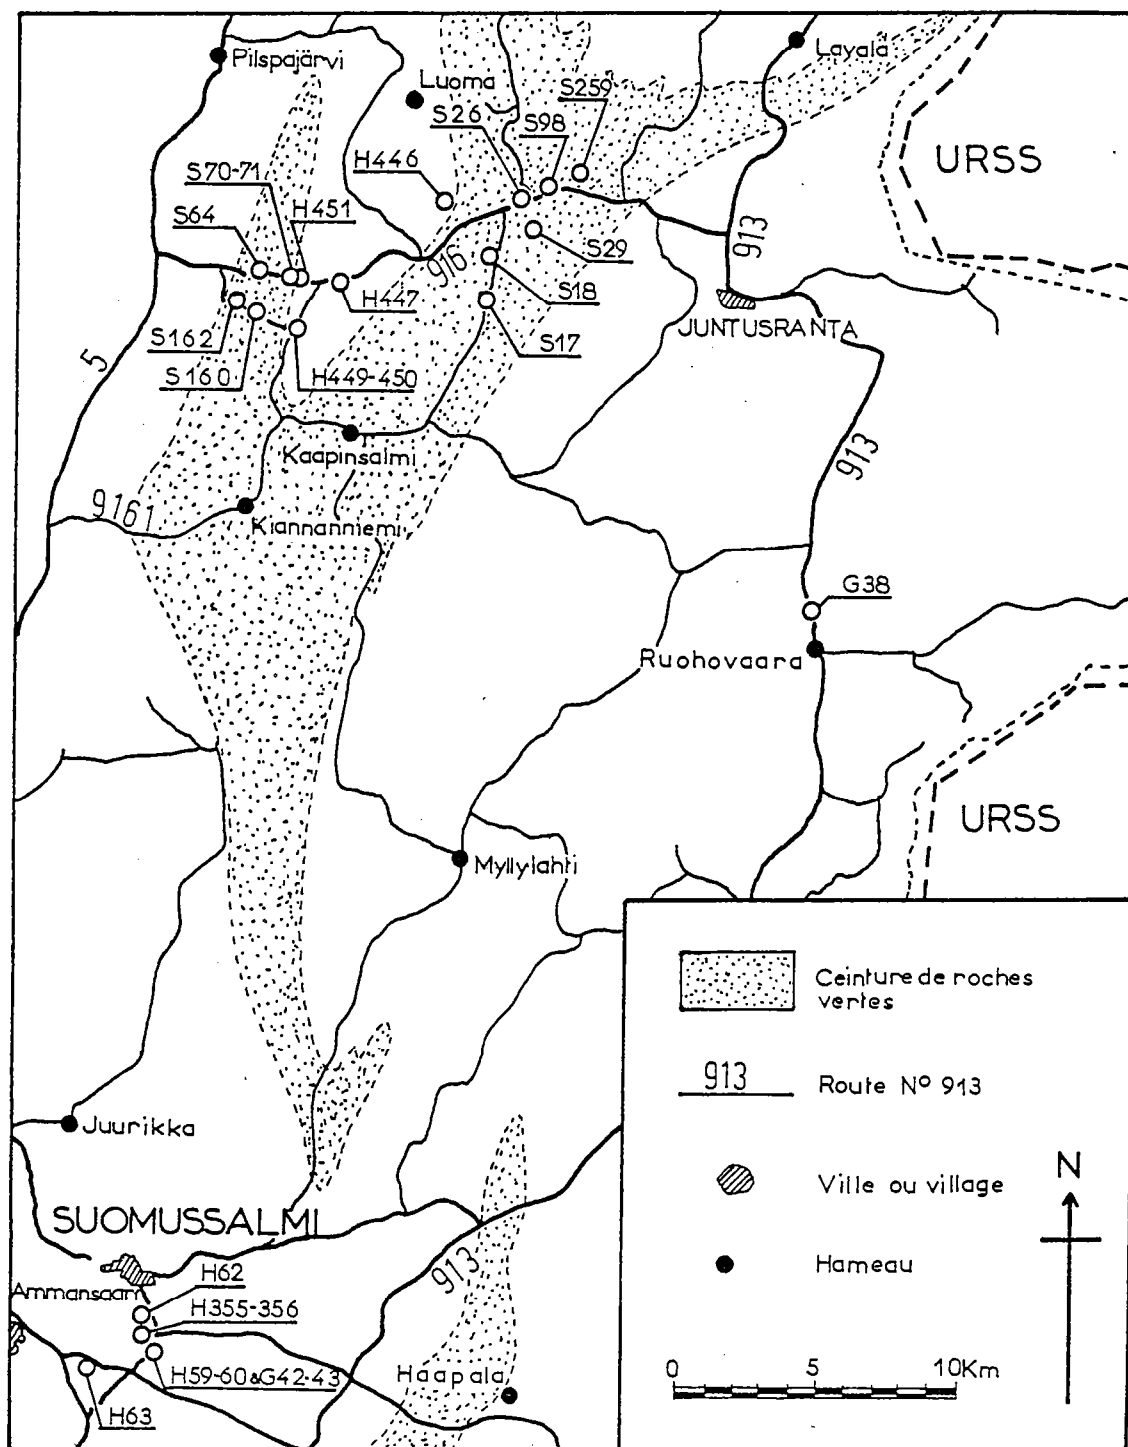 Pilspajärvi
Layala
Luoma
S259
S26
S98
URSS
H446
S70-71
H451
S64
913
S29
916
S18
H447
JUNTUSRANTA
S162
S17
5
S160
H449-450
Kaapinsalmi
913
9161
Kiannanniemi
G38
Ruohovaara
URSS
Myllylahti
Ceinture de roches
vertes
913
Route Nº 913
Juurikka
N
Ville ou village
SUOMUSSALMI
913
Hameau
H62
Ammansaari
H355-356
0 5 10Km
H59-60&G42-43
Haapala
H63